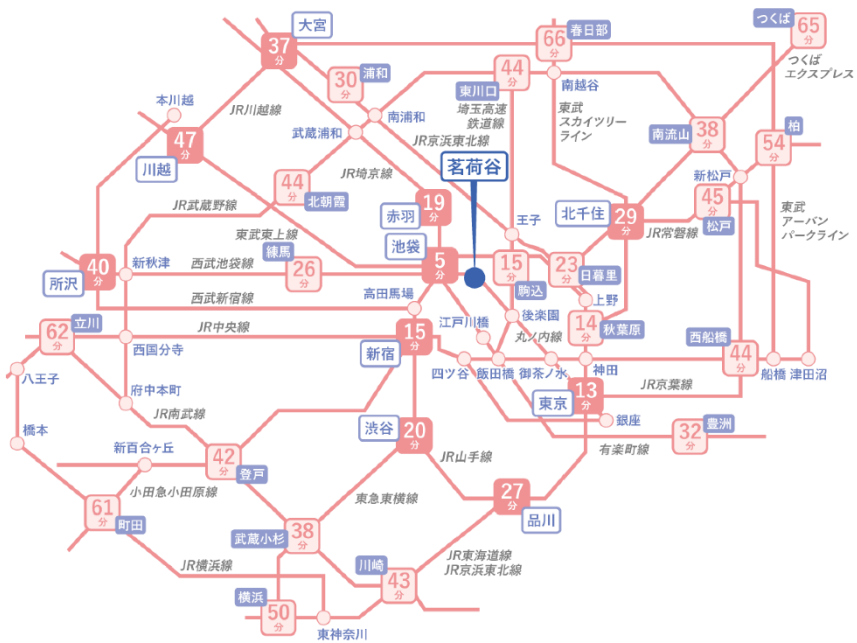 大宮
37分
30分
浦和
44分
東川口
66分
春日部
つくば
65分
つくば
エクスプレス
本川越
JR川越線
南浦和
武蔵浦和
JR京浜東北線
埼玉高速
鉄道線
南越谷
東武
スカイツリー
ライン
南流山
38分
柏
54分
47分
川越
茗荷谷
新松戸
44分
北朝霞
JR埼京線
19分
赤羽
王子
北千住
29分
45分
松戸
JR常磐線
東武
アーバン
パークライン
JR武蔵野線
東武東上線
池袋
5分
15分
駒込
23分
日暮里
上野
40分
所沢
新秋津
西武池袋線
練馬
26分
西武新宿線
高田馬場
江戸川橋
後楽園
丸ノ内線
14分
秋葉原
62分
立川
JR中央線
西国分寺
15分
新宿
四ツ谷
飯田橋
御茶ノ水
神田
西船橋
44分
船橋
津田沼
八王子
府中本町
JR南武線
東京
13分
JR京葉線
銀座
橋本
新百合ヶ丘
42分
登戸
渋谷
20分
有楽町線
32分
豊洲
小田急小田原線
JR山手線
東急東横線
27分
品川
61分
町田
武蔵小杉
38分
JR東海道線
JR京浜東北線
JR横浜線
川崎
43分
横浜
50分
東神奈川